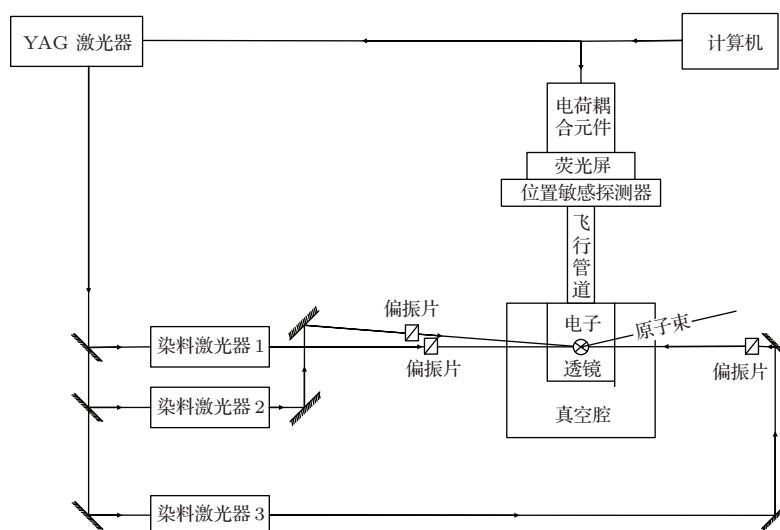 YAG 激光器
计算机
电荷耦
合元件
荧光屏
位置敏感探测器
飞
行
管
道
偏振片
电子
原子束
染料激光器 1
偏振片
透镜
偏振片
染料激光器 2
真空腔
染料激光器 3